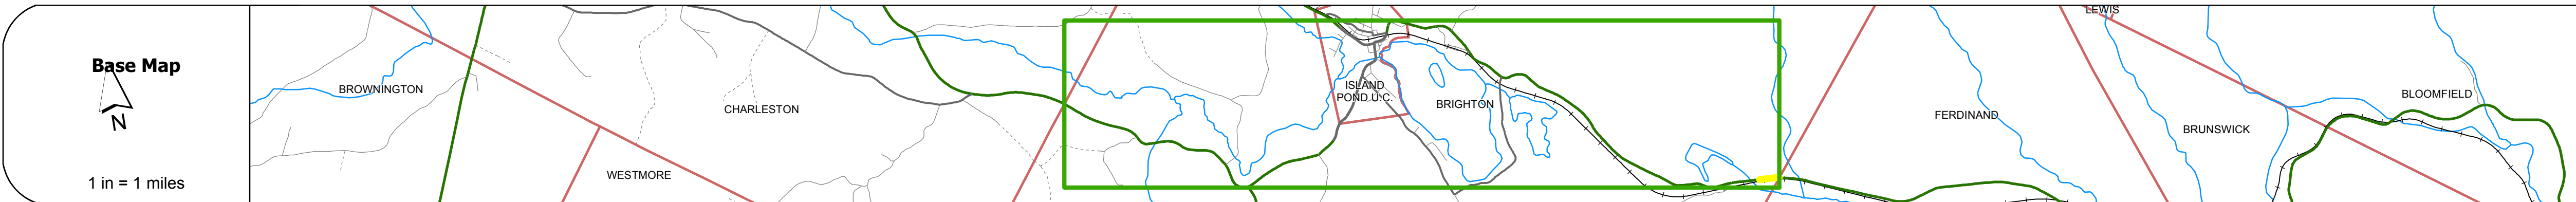 Base Map
N
1 in = 1 miles
BROWNINGTON
CHARLESTON
WESTMORE
ISLAND
POND U.C.
BRIGHTON
FERDINAND
LEWIS
BRUNSWICK
BLOOMFIELD